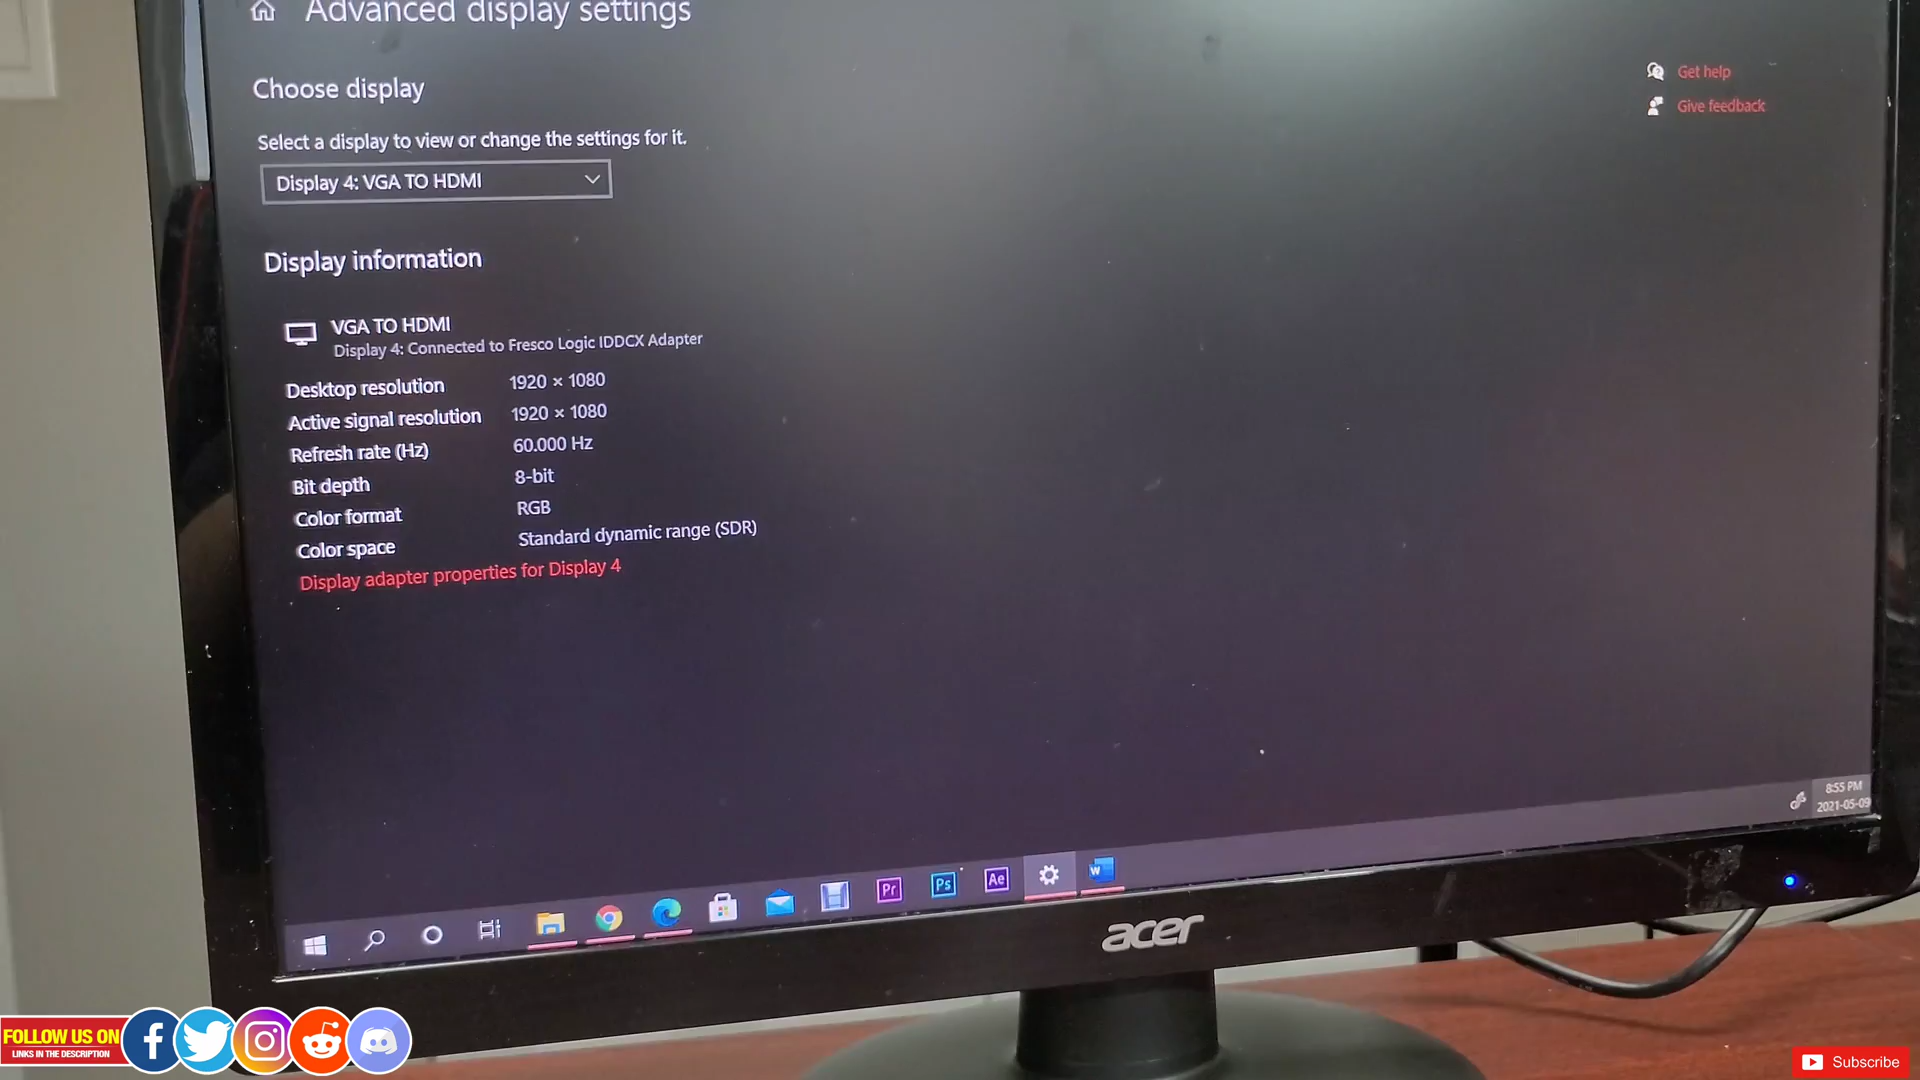 Advanced display settings
Choose display
Select a display to view or change the settings for it.
Display 4: VGA TO HDMI
Display information
VGA TO HDMI
Display 4: Connected to Fresco Logic IDDCX Adapter
Desktop resolution 1920 × 1080
Active signal resolution 1920 × 1080
Refresh rate (Hz) 60.000 Hz
Bit depth 8-bit
Color format RGB
Color space Standard dynamic range (SDR)
Display adapter properties for Display 4
Get help
Give feedback
8:55 PM
2021-05-09
Pr
Ps
Ae
W
acer
FOLLOW US ON
LINKS IN THE DESCRIPTION
Subscribe